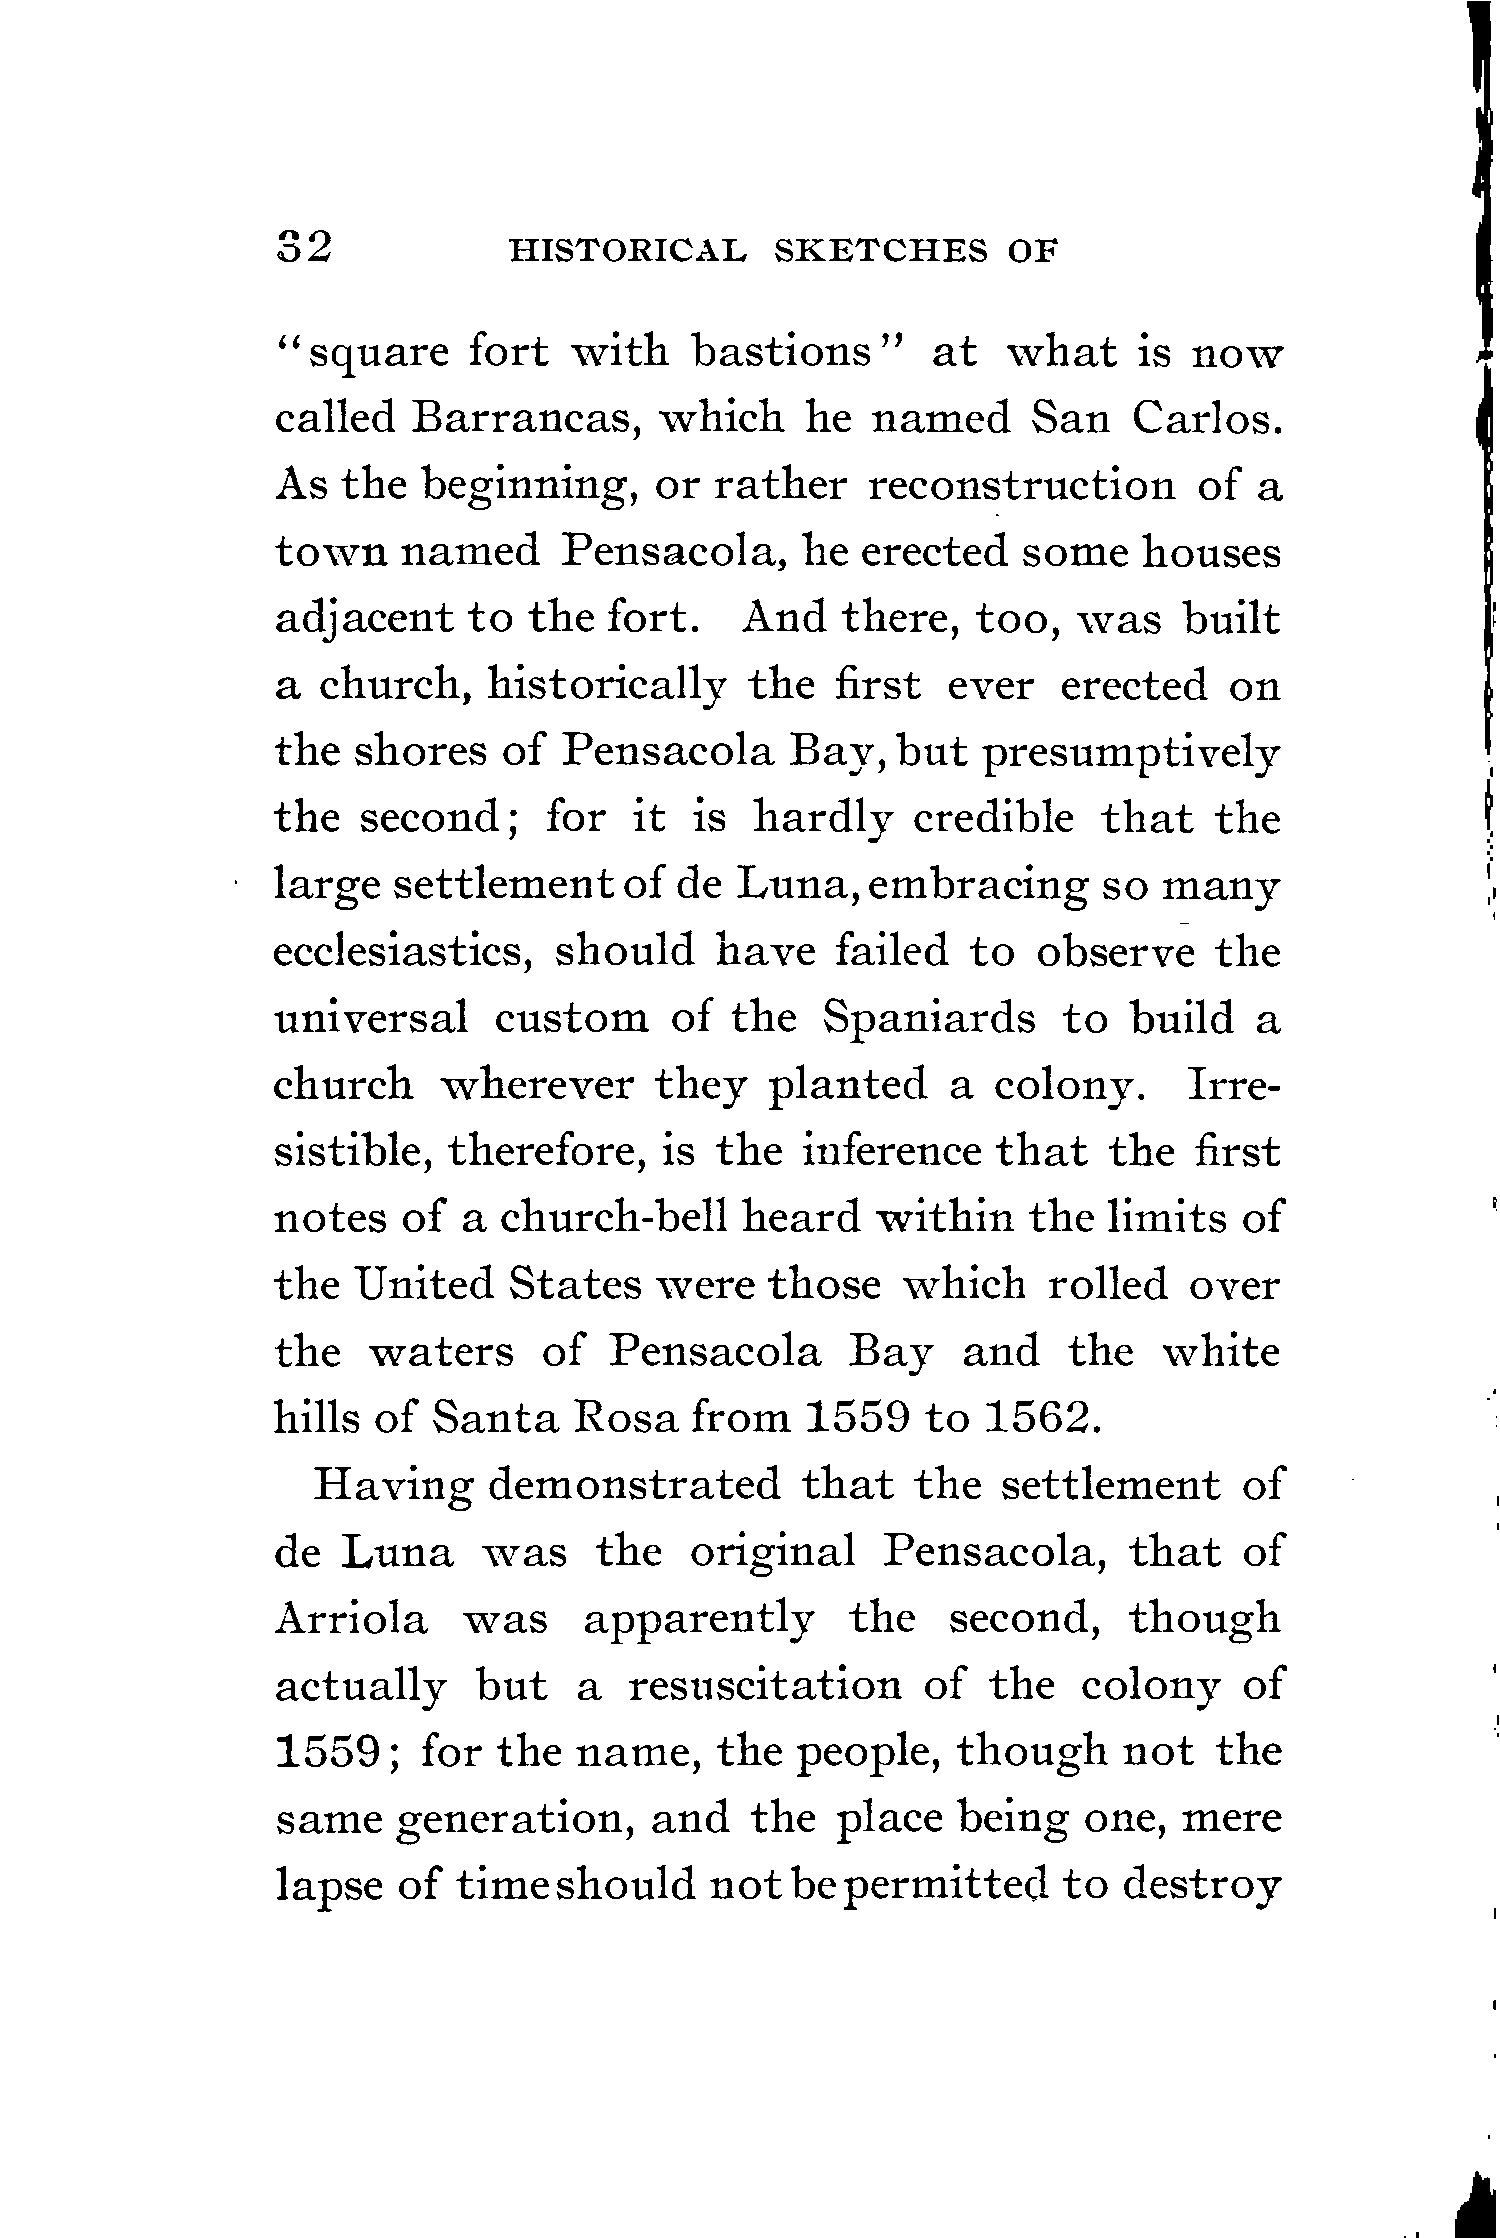 32 HISTORICAL SKETCHES OF
“square fort with bastions” at what is now
called Barrancas, which he named San Carlos.
As the beginning, or rather reconstruction of a
town named Pensacola, he erected some houses
adjacent to the fort. And there, too, was built
a church, historically the first ever erected on
the shores of Pensacola Bay, but presumptively
the second; for it is hardly credible that the
large settlement of de Luna, embracing so many
ecclesiastics, should have failed to observe the
universal custom of the Spaniards to build a
church wherever they planted a colony. Irre-
sistible, therefore, is the inference that the first
notes of a church-bell heard within the limits of
the United States were those which rolled over
the waters of Pensacola Bay and the white
hills of Santa Rosa from 1559 to 1562.
Having demonstrated that the settlement of
de Luna was the original Pensacola, that of
Arriola was apparently the second, though
actually but a resuscitation of the colony of
1559; for the name, the people, though not the
same generation, and the place being one, mere
lapse of time should not be permitted to destroy